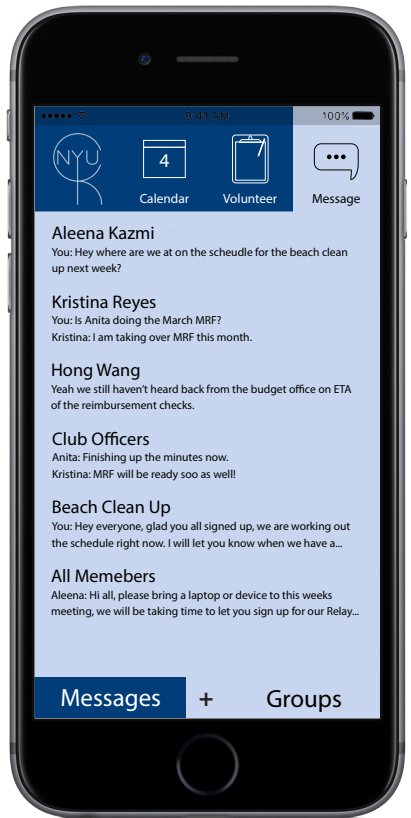 9:41 AM
100%
NYU
4
Calendar
Volunteer
Message
Aleena Kazmi
You: Hey where are we at on the scheudle for the beach clean
up next week?
Kristina Reyes
You: Is Anita doing the March MRF?
Kristina: I am taking over MRF this month.
Hong Wang
Yeah we still haven't heard back from the budget office on ETA
of the reimbursement checks.
Club Officers
Anita: Finishing up the minutes now.
Kristina: MRF will be ready soo as well!
Beach Clean Up
You: Hey everyone, glad you all signed up, we are working out
the schedule right now. I will let you know when we have a...
All Memebers
Aleena: Hi all, please bring a laptop or device to this weeks
meeting, we will be taking time to let you sign up for our Relay...
Messages + Groups